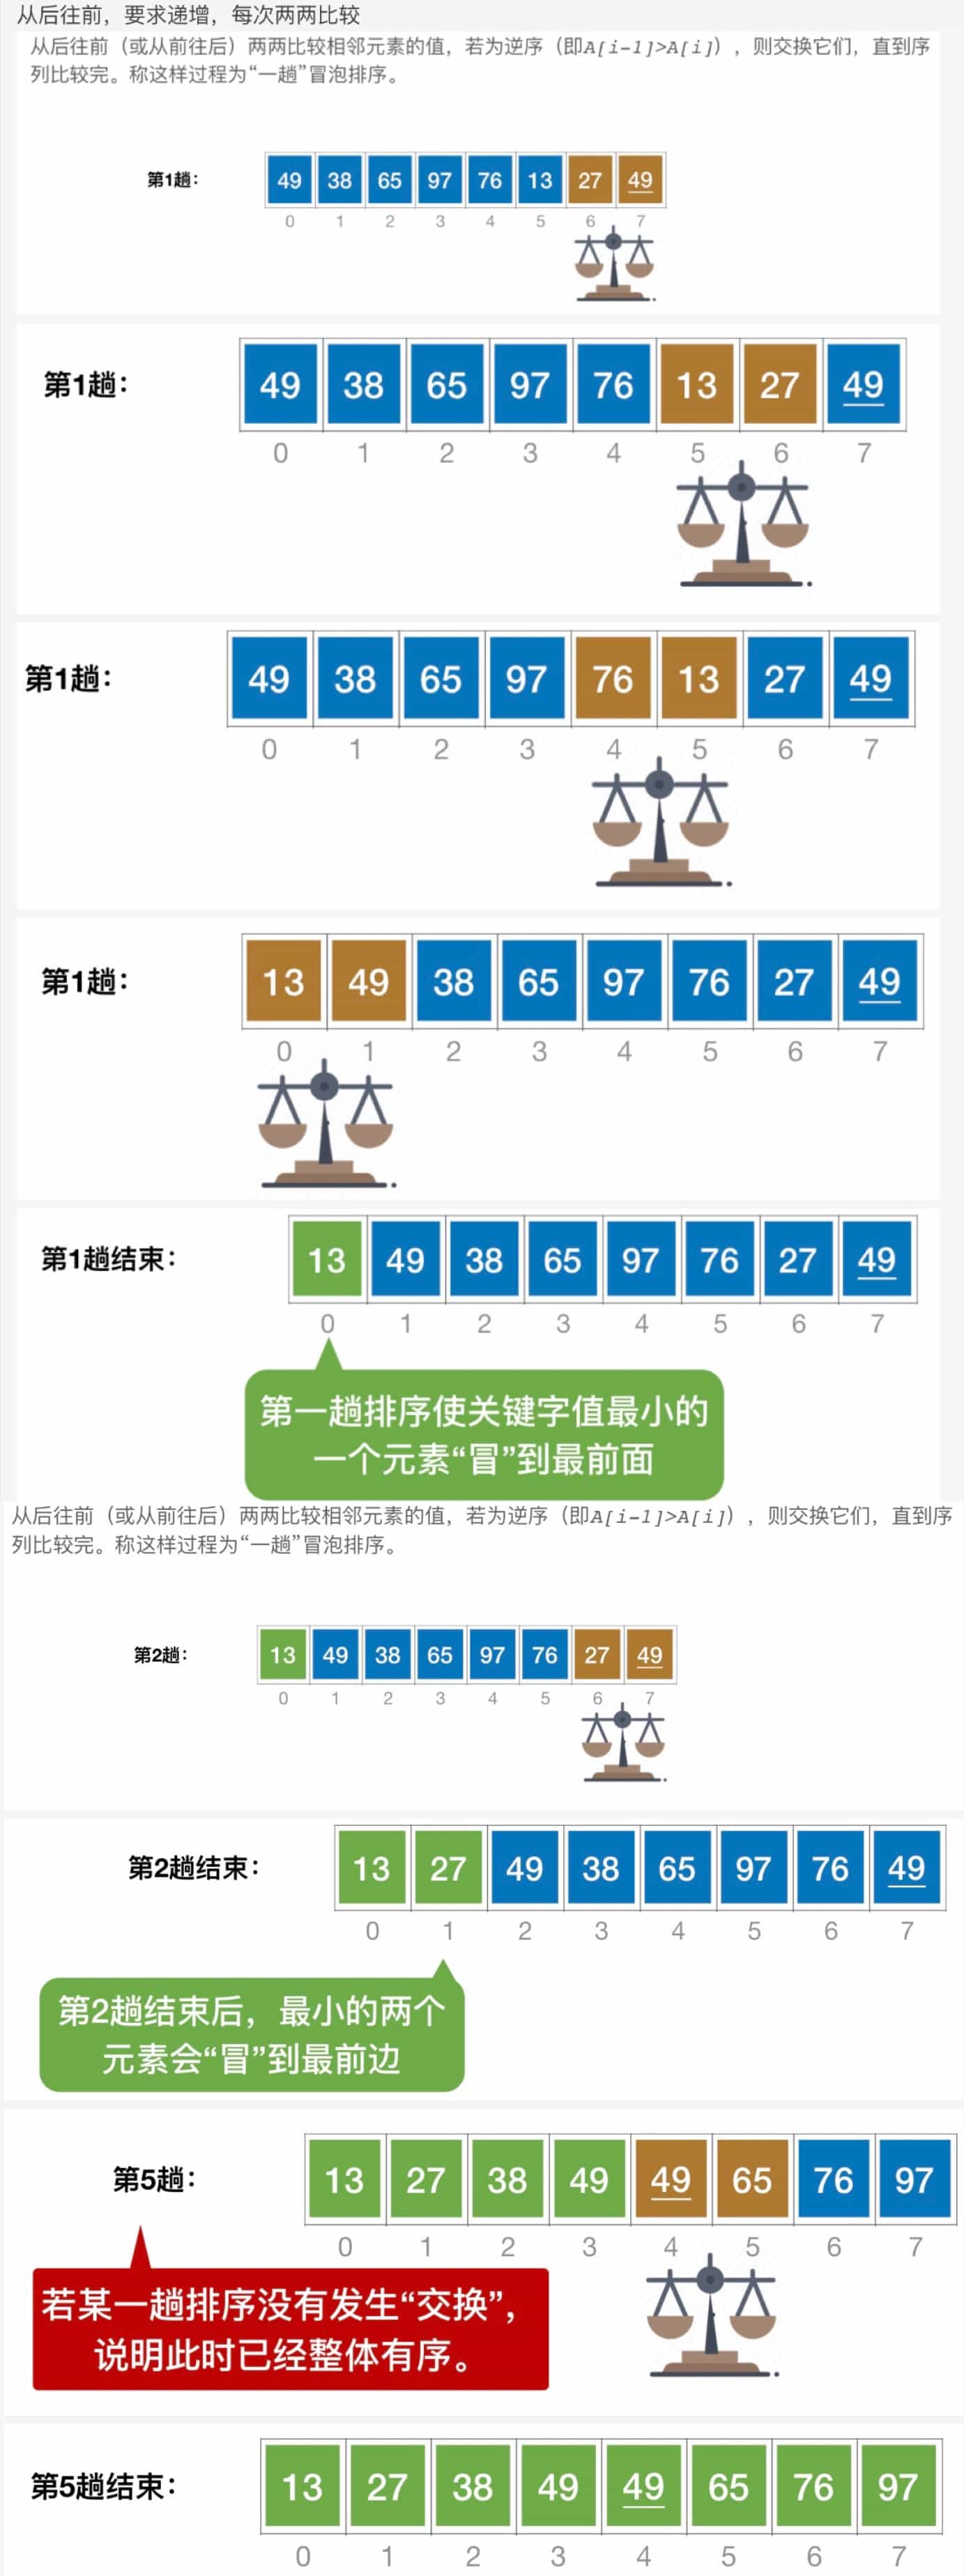 从后往前，要求递增，每次两两比较
从后往前（或从前往后）两两比较相邻元素的值，若为逆序（即A[i-1]>A[i]），则交换它们，直到序
列比较完。称这样过程为“一趟”冒泡排序。
第1趟： 49 38 65 97 76 13 27 49
0 1 2 3 4 5 6 7
第1趟： 49 38 65 97 76 13 27 49
0 1 2 3 4 5 6 7
第1趟： 49 38 65 97 76 13 27 49
0 1 2 3 4 5 6 7
第1趟： 13 49 38 65 97 76 27 49
0 1 2 3 4 5 6 7
第1趟结束： 13 49 38 65 97 76 27 49
0 1 2 3 4 5 6 7
第一趟排序使关键字值最小的
一个元素“冒”到最前面
从后往前（或从前往后）两两比较相邻元素的值，若为逆序（即A[i-1]>A[i]），则交换它们，直到序
列比较完。称这样过程为“一趟”冒泡排序。
第2趟： 13 49 38 65 97 76 27 49
0 1 2 3 4 5 6 7
第2趟结束： 13 27 49 38 65 97 76 49
0 1 2 3 4 5 6 7
第2趟结束后，最小的两个
元素会“冒”到最前边
第5趟： 13 27 38 49 49 65 76 97
0 1 2 3 4 5 6 7
若某一趟排序没有发生“交换”，
说明此时已经整体有序。
第5趟结束： 13 27 38 49 49 65 76 97
0 1 2 3 4 5 6 7